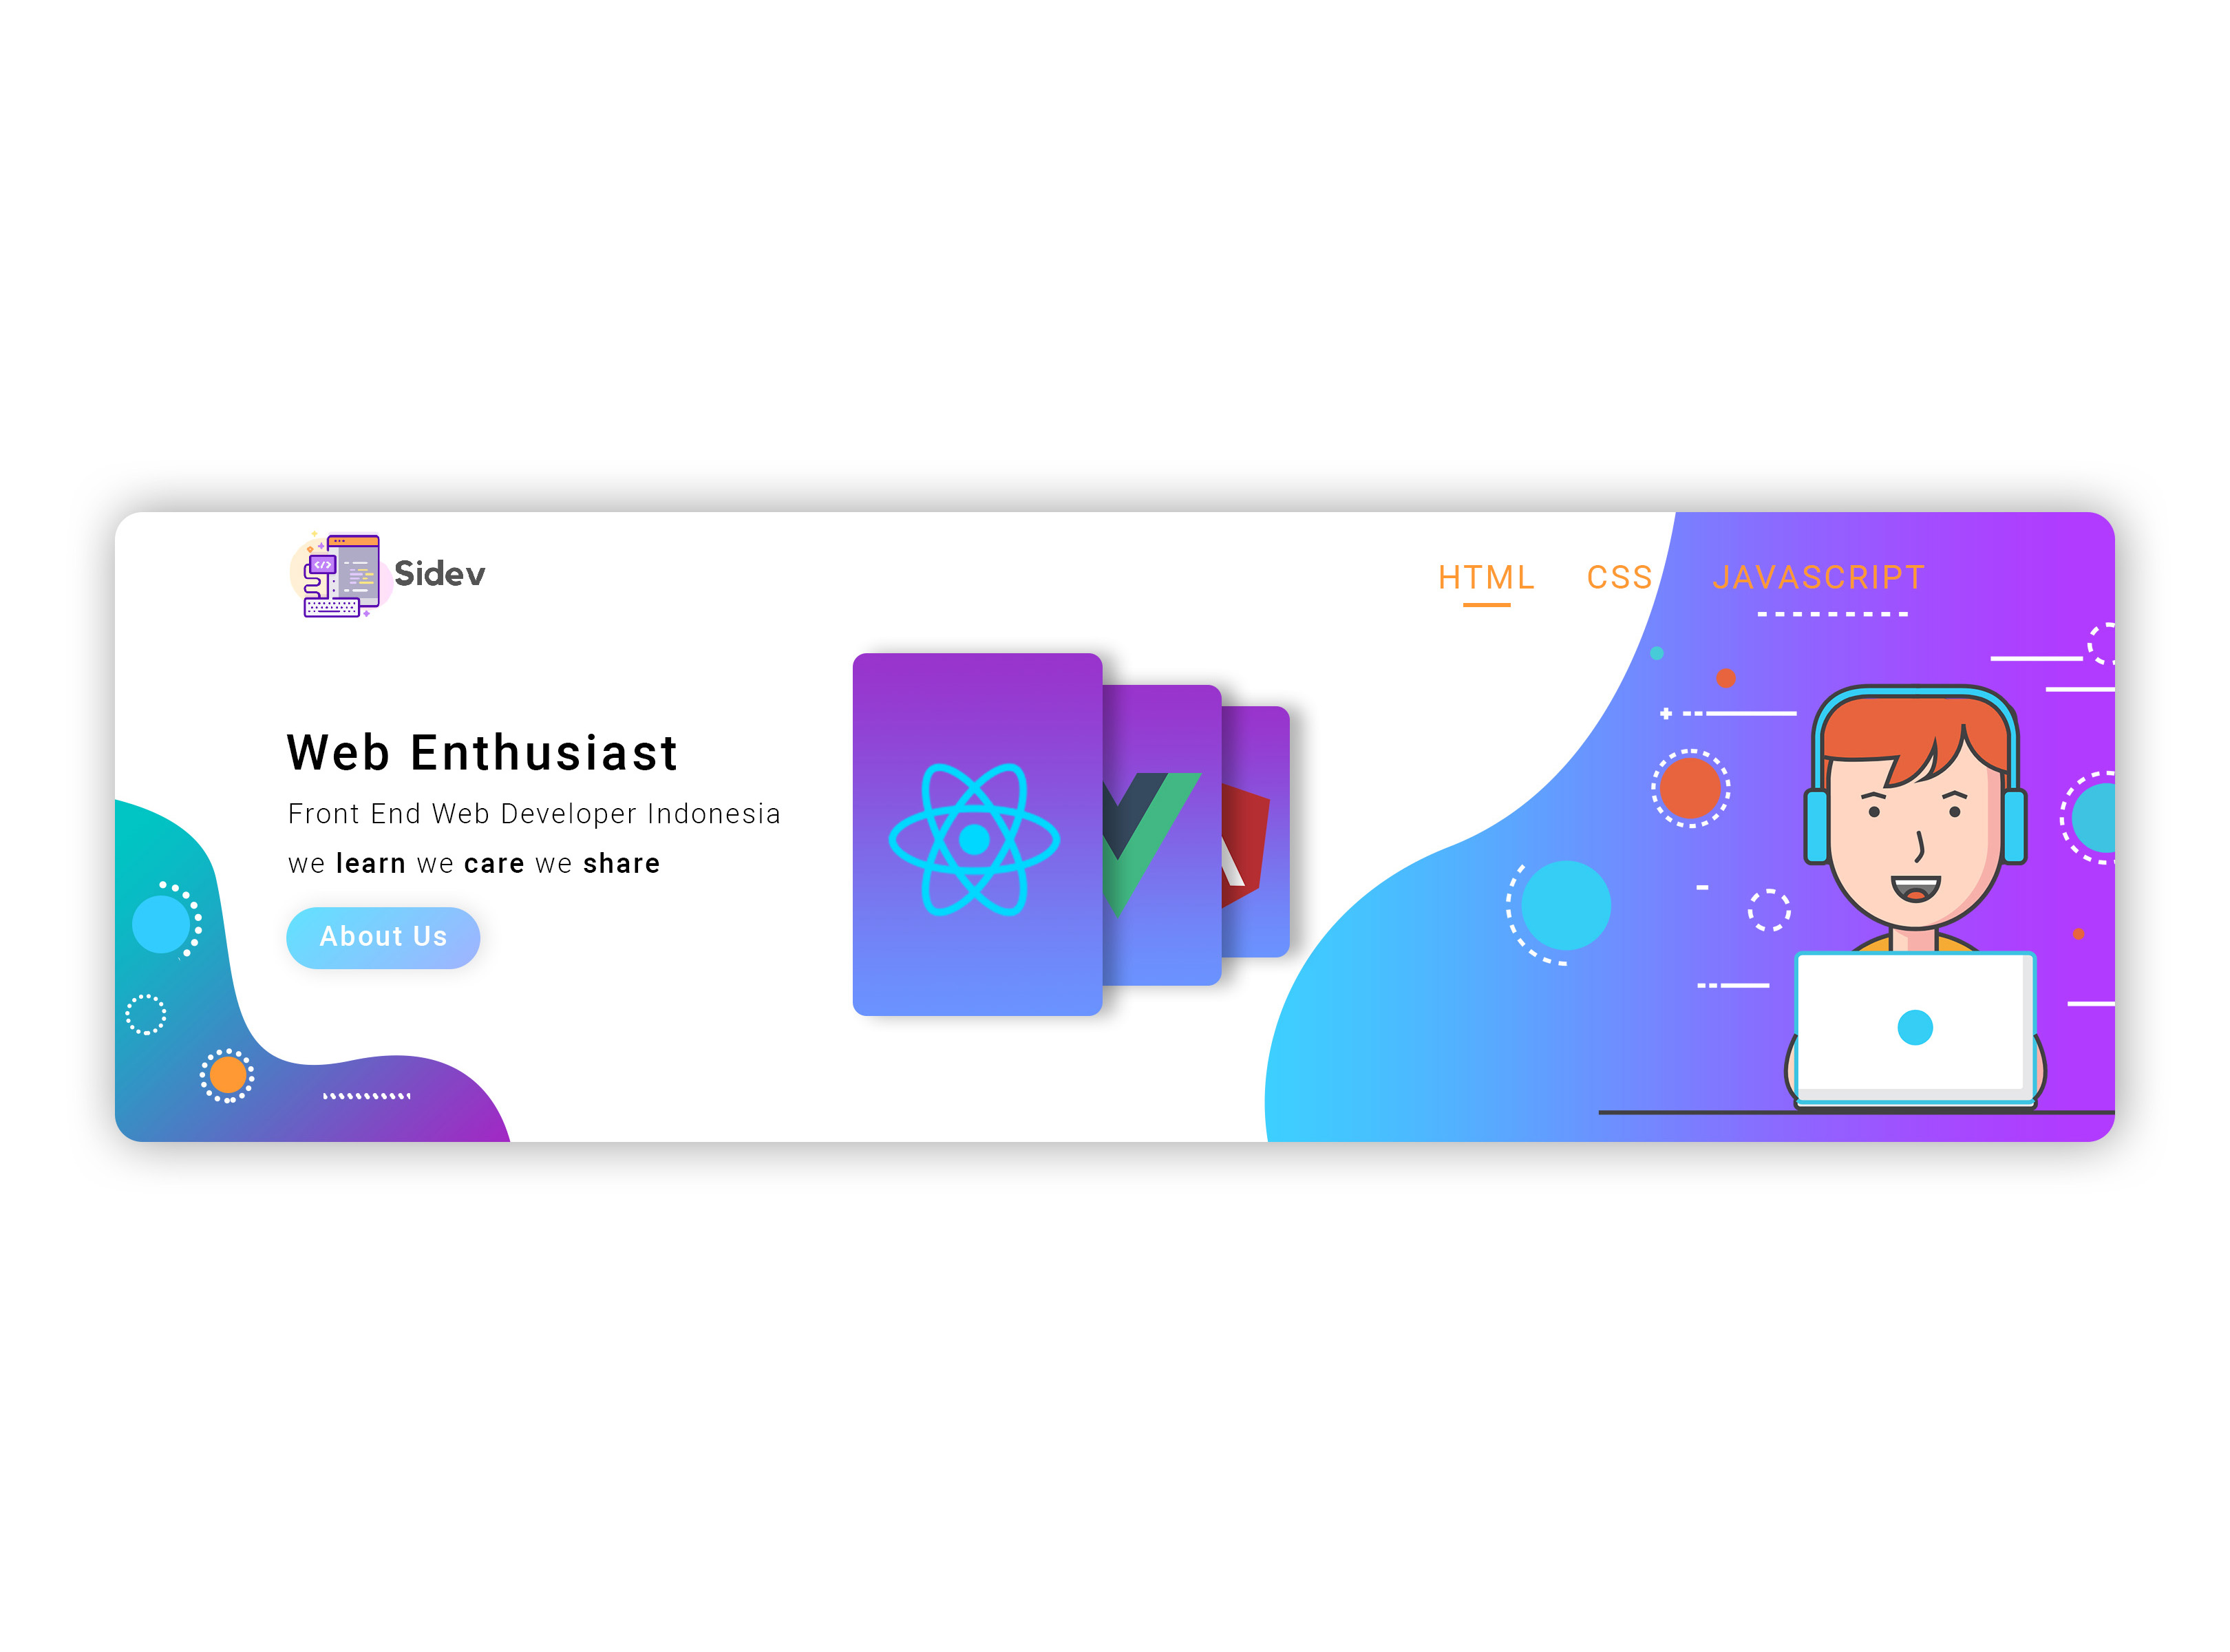 Sidev
HTML CSS JAVASCRIPT
Web Enthusiast
Front End Web Developer Indonesia
we learn we care we share
About Us